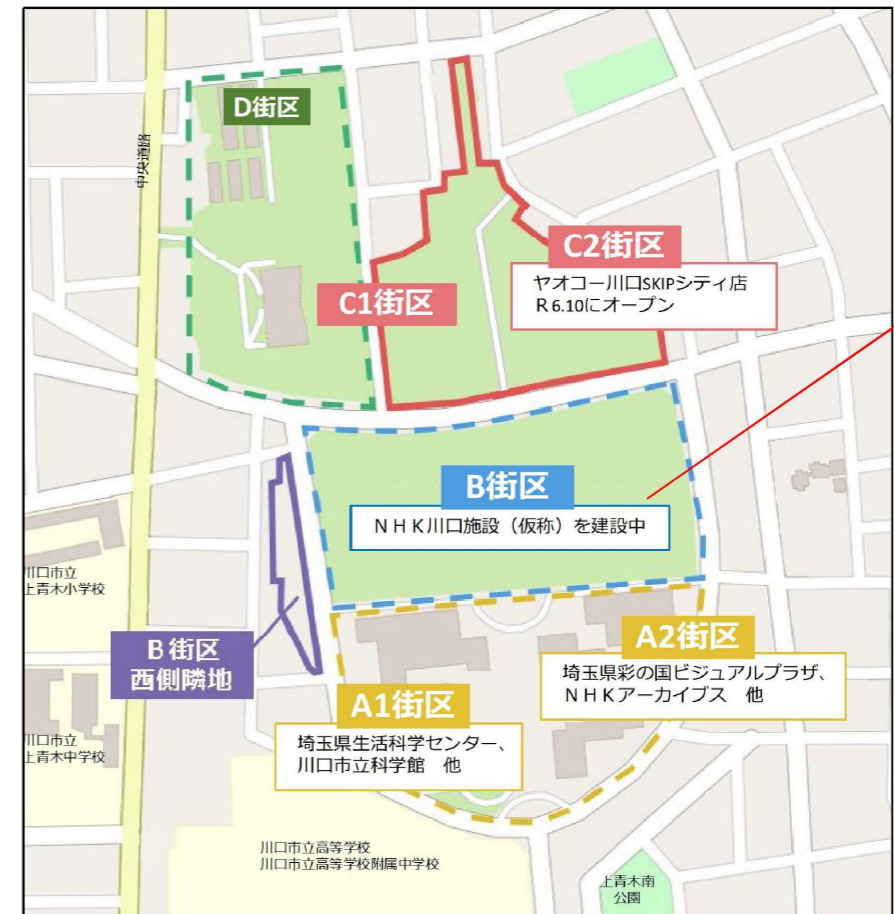 D街区
中央道路
C2街区
ヤオコー川口SKIPシティ店
R 6.10にオープン
C1街区
B街区
ＮＨＫ川口施設（仮称）を建設中
川口市立
上青木小学校
B 街区
西側隣地
A2街区
埼玉県彩の国ビジュアルプラザ、
ＮＨＫアーカイブス　他
A1街区
埼玉県生活科学センター、
川口市立科学館　他
川口市立
上青木中学校
川口市立高等学校
川口市立高等学校附属中学校
上青木南
公園